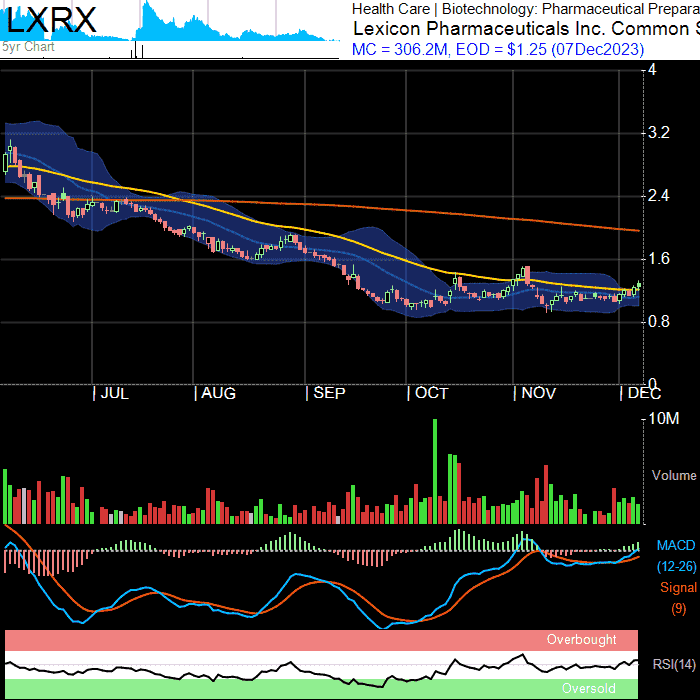 LXRX
5yr Chart
Health Care | Biotechnology: Pharmaceutical Prepara
Lexicon Pharmaceuticals Inc. Common S
MC = 306.2M, EOD = $1.25 (07Dec2023)
4
3.2
2.4
1.6
0.8
0
JUL AUG SEP OCT NOV DEC
10M
Volume
MACD
(12-26)
Signal
(9)
Overbought
RSI(14)
Oversold